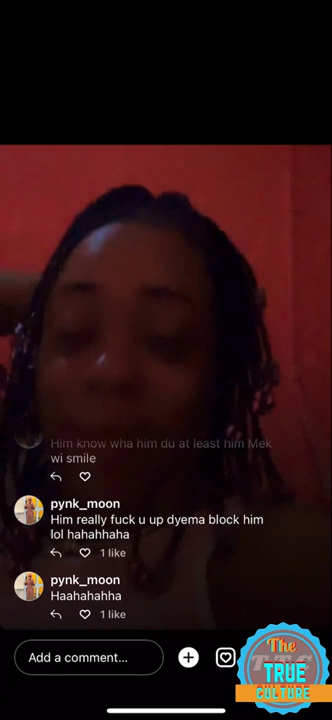 Him know wha him du at least him Mek
wi smile
pynk_moon
Him really fuck u up dyema block him
lol hahahhaha
1 like
pynk_moon
Haahahahha
1 like
Add a comment...
The
TTC
TRUE
CULTURE